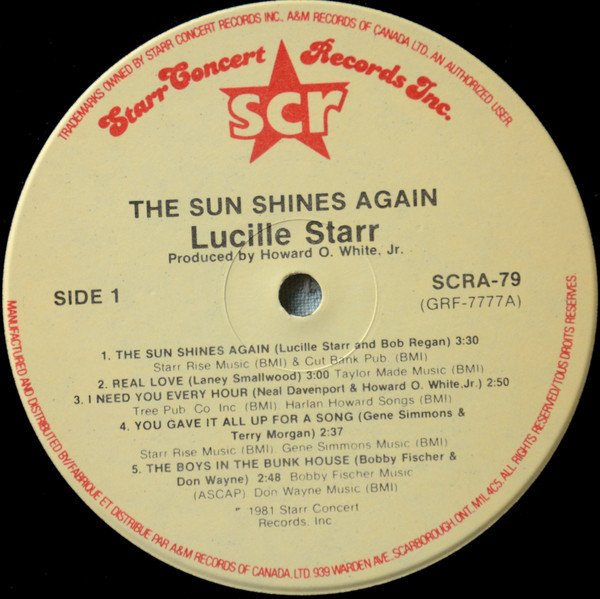 TRADEMARKS OWNED BY STARR CONCERT RECORDS INC., A&M RECORDS OF CANADA LTD., AN AUTHORIZED USER.
Starr Concert Records Inc.
scr
THE SUN SHINES AGAIN
Lucille Starr
Produced by Howard O. White, Jr.
SIDE 1
SCRA-79
(GRF-7777A)
1. THE SUN SHINES AGAIN (Lucille Starr and Bob Regan) 3:30
Starr Rise Music (BMI) & Cut Bank Pub. (BMI)
2. REAL LOVE (Laney Smallwood) 3:00 Taylor Made Music (BMI)
3. I NEED YOU EVERY HOUR (Neal Davenport & Howard O. White,Jr.) 2:50
Tree Pub. Co. Inc. (BMI) Harlan Howard Songs (BMI)
4. YOU GAVE IT ALL UP FOR A SONG (Gene Simmons &
Terry Morgan) 2:37
Starr Rise Music (BMI), Gene Simmons Music (BMI)
5. THE BOYS IN THE BUNK HOUSE (Bobby Fischer &
Don Wayne) 2:48 Bobby Fischer Music
(ASCAP) Don Wayne Music (BMI)
1981 Starr Concert
Records, Inc
MANUFACTURED AND DISTRIBUTED BY/FABRIQUE ET DISTRIBUE PAR A&M RECORDS OF CANADA, LTD. 939 WARDEN AVE, SCARBOROUGH, ONT. M1L 4C5. ALL RIGHTS RESERVED/TOUS DROITS RESERVES